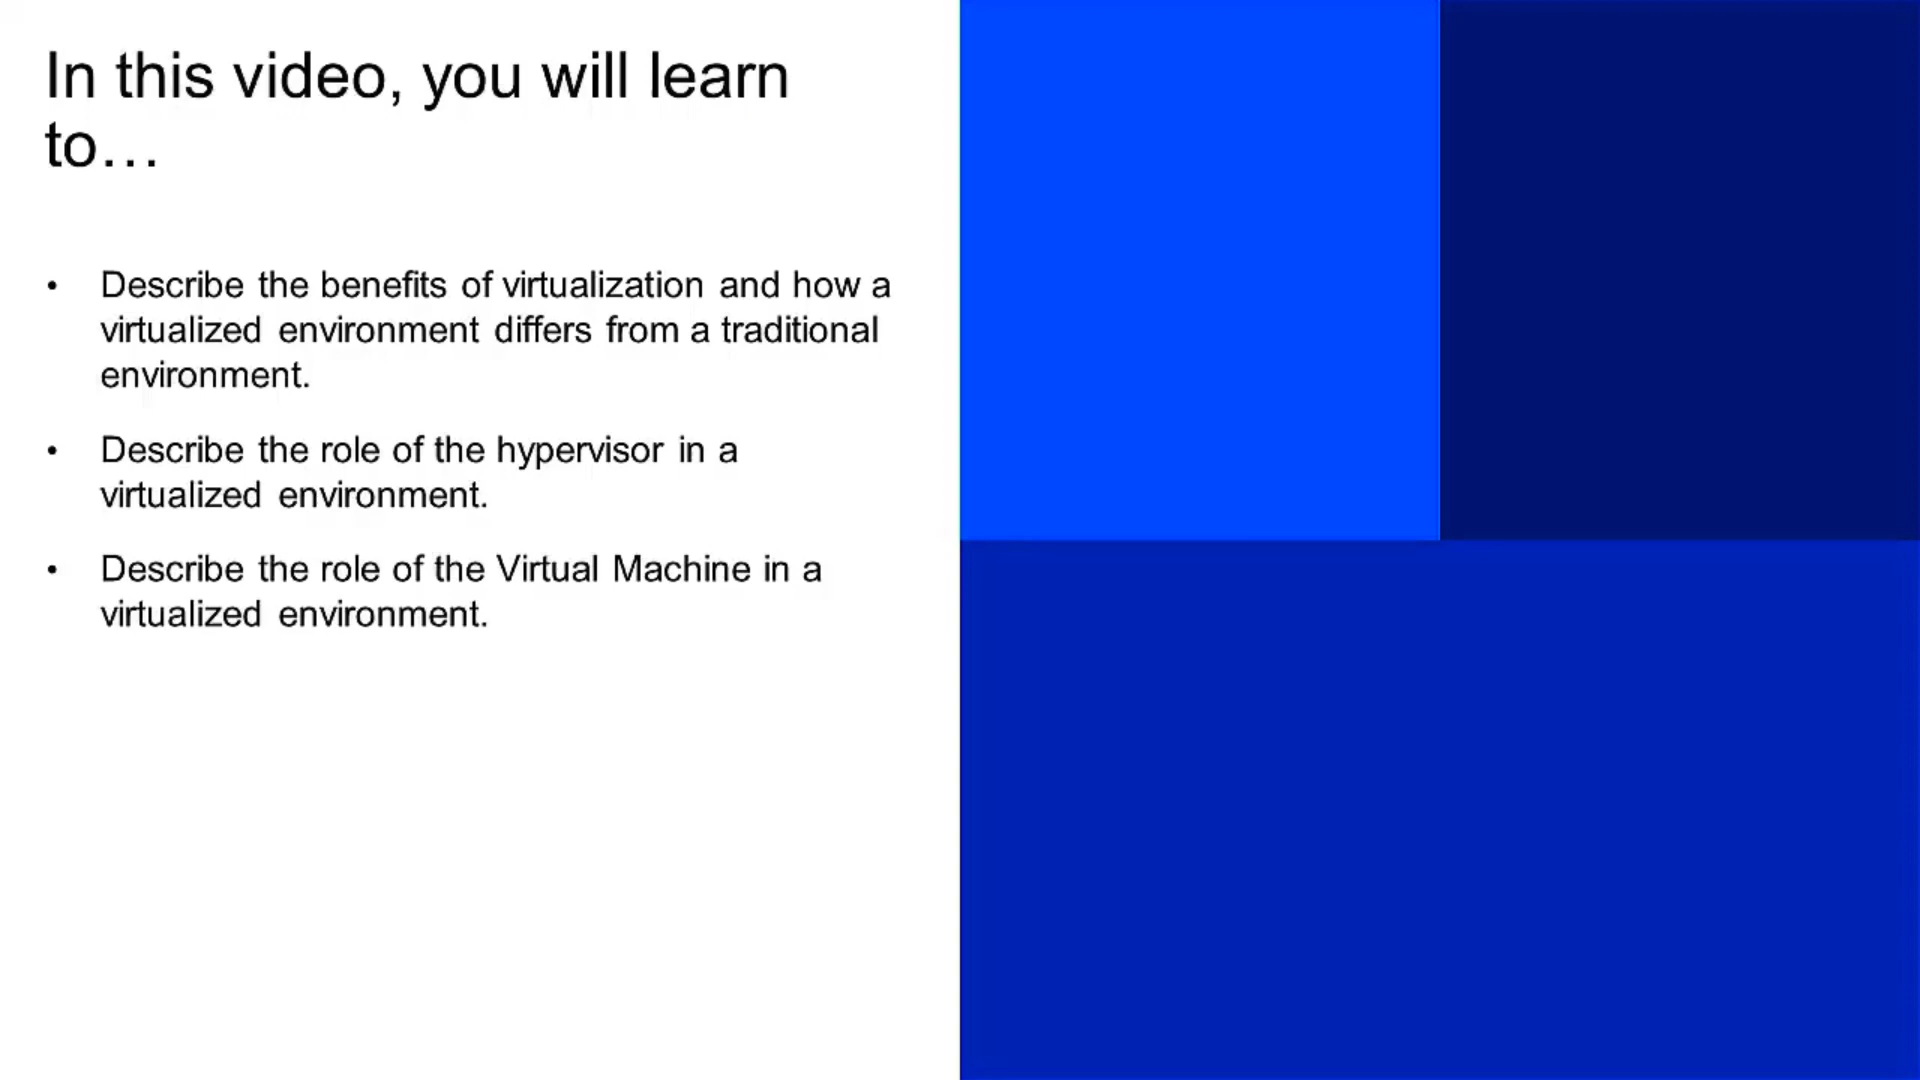 In this video, you will learn
to…
• Describe the benefits of virtualization and how a
virtualized environment differs from a traditional
environment.
• Describe the role of the hypervisor in a
virtualized environment.
• Describe the role of the Virtual Machine in a
virtualized environment.